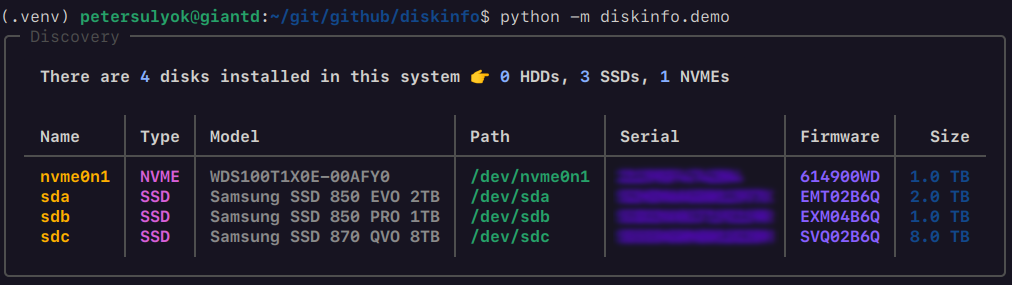 (.venv) petersulyok@giantd:~/git/github/diskinfo$ python -m diskinfo.demo
Discovery
There are 4 disks installed in this system 👉 0 HDDs, 3 SSDs, 1 NVMEs
Name Type Model Path Serial Firmware Size
nvme0n1 NVME WDS100T1X0E-00AFY0 /dev/nvme0n1 614900WD 1.0 TB
sda SSD Samsung SSD 850 EVO 2TB /dev/sda EMT02B6Q 2.0 TB
sdb SSD Samsung SSD 850 PRO 1TB /dev/sdb EXM04B6Q 1.0 TB
sdc SSD Samsung SSD 870 QVO 8TB /dev/sdc SVQ02B6Q 8.0 TB